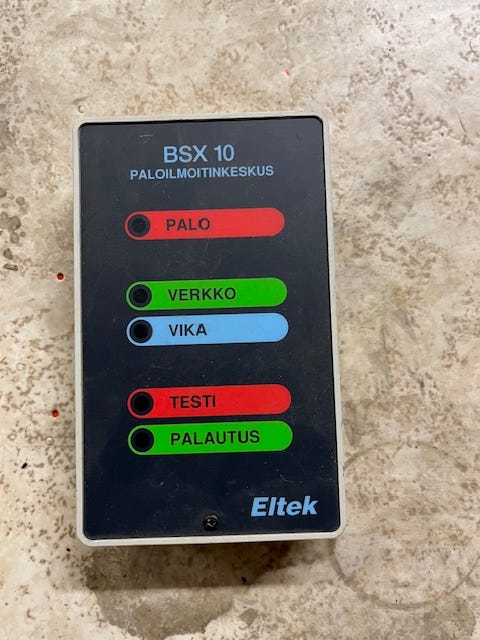 BSX 10
PALOILMOITINKESKUS
PALO
VERKKO
VIKA
TESTI
PALAUTUS
Eltek